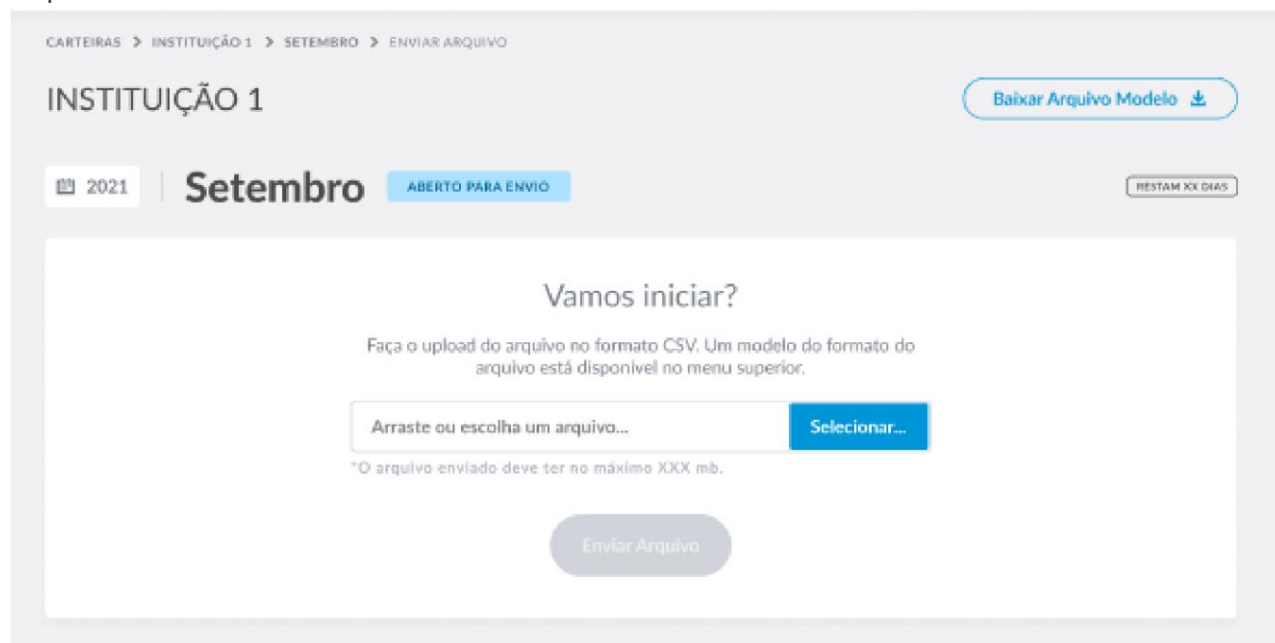 CARTEIRAS > INSTITUIÇÃO 1 > SETEMBRO > ENVIAR ARQUIVO
INSTITUIÇÃO 1
Baixar Arquivo Modelo
2021
Setembro
ABERTO PARA ENVIO
RESTAM XX DIAS
Vamos iniciar?
Faça o upload do arquivo no formato CSV. Um modelo do formato do
arquivo está disponível no menu superior.
Arraste ou escolha um arquivo...
Selecionar...
*O arquivo enviado deve ter no máximo XXX mb.
Enviar Arquivo